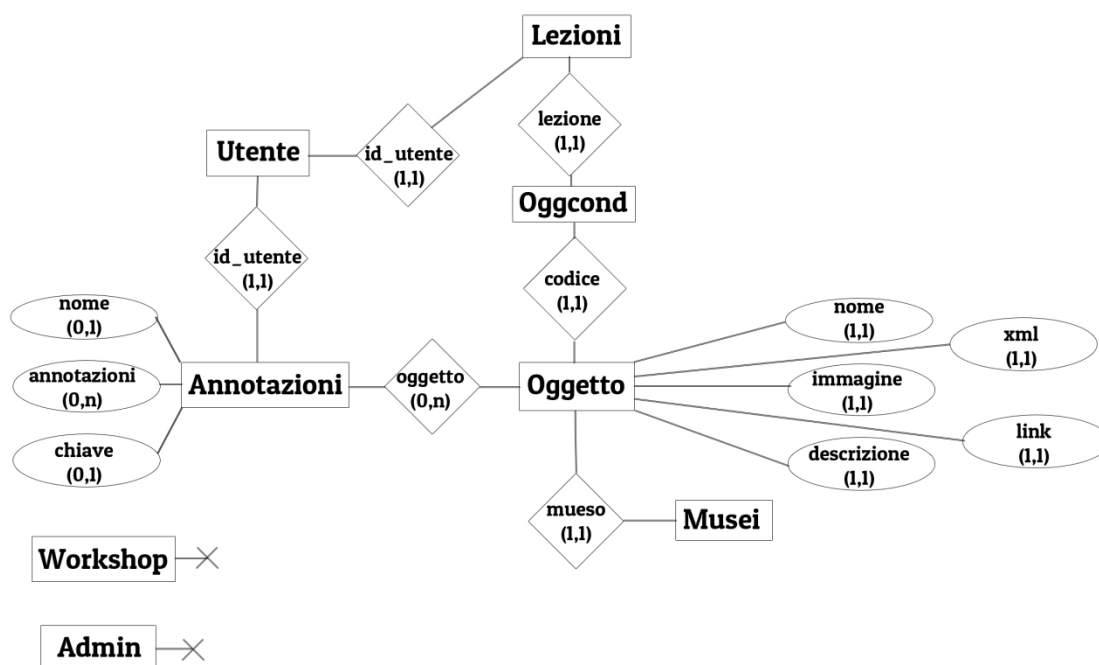 Lezioni
lezione
(1,1)
Utente
id_utente
(1,1)
Oggcond
id_utente
(1,1)
codice
(1,1)
nome
(0,1)
nome
(1,1)
xml
(1,1)
annotazioni
(0,n)
Annotazioni
oggetto
(0,n)
Oggetto
immagine
(1,1)
chiave
(0,1)
link
(1,1)
descrizione
(1,1)
mueso
(1,1)
Musei
Workshop
Admin